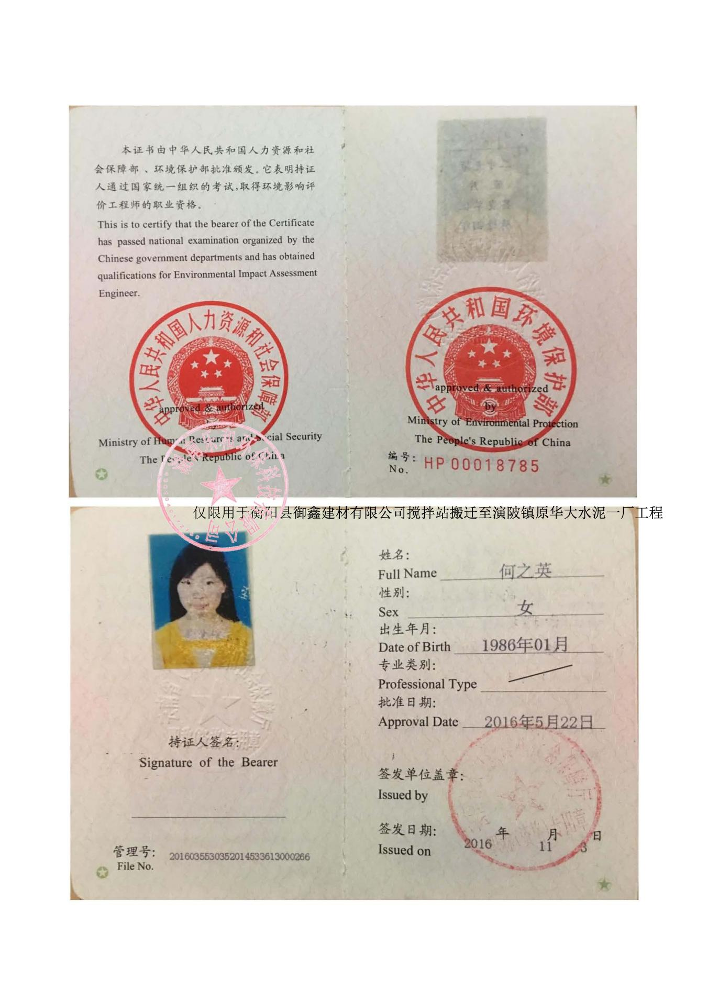 本证书由中华人民共和国人力资源和社
会保障部、环境保护部批准颁发。它表明持证
人通过国家统一组织的考试,取得环境影响评
价工程师的职业资格。
This is to certify that the bearer of the Certificate
has passed national examination organized by the
Chinese government departments and has obtained
qualifications for Environmental Impact Assessment
Engineer.
中华人民共和国人力资源和社会保障部
approved & authorized
by
Ministry of Human Resources and Social Security
The People's Republic of China
中华人民共和国环境保护部
approved & authorized
by
Ministry of Environmental Protection
The People's Republic of China
编号:
No. HP 00018785
环保科技有限公司
仅限用于衡阳县御鑫建材有限公司搅拌站搬迁至演陂镇原华大水泥一厂工程
持证人签名:
Signature of the Bearer
管理号:
File No. 2016035530352014533613000266
姓名:
Full Name 何之英
性别:
Sex 女
出生年月:
Date of Birth 1986年01月
专业类别:
Professional Type
批准日期:
Approval Date 2016年5月22日
签发单位盖章:
Issued by
签发日期: 年 月 日
Issued on 2016 11 3